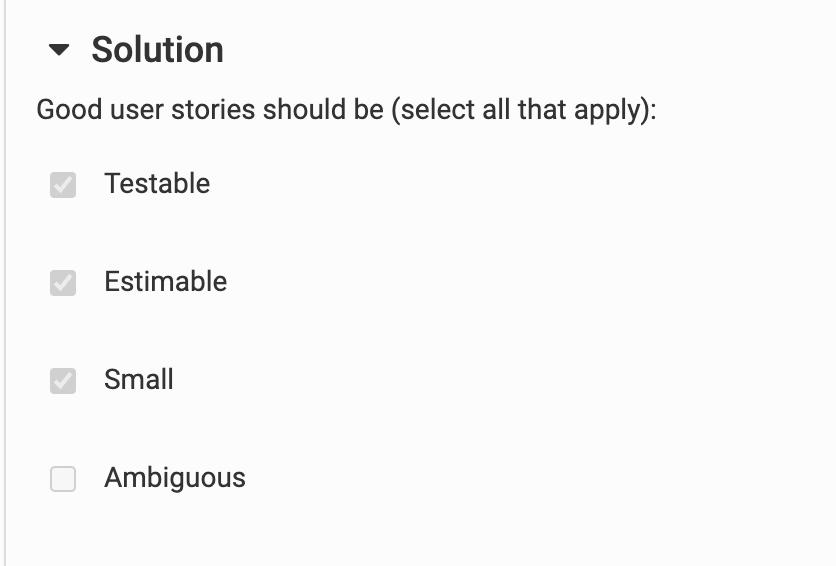 Solution
Good user stories should be (select all that apply):
Testable
Estimable
Small
Ambiguous